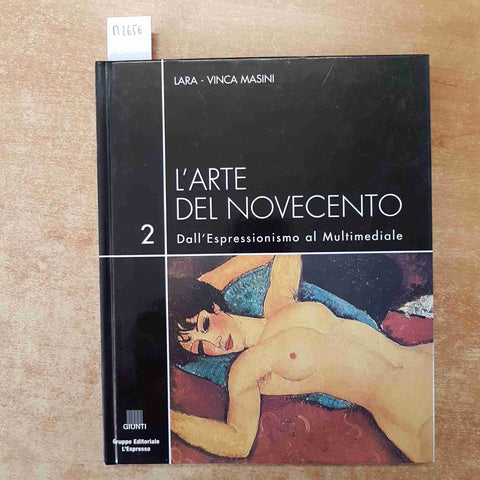 M2656
LARA - VINCA MASINI
L'ARTE
DEL NOVECENTO
2
Dall'Espressionismo al Multimediale
GIUNTI
Gruppo Editoriale
L'Espresso